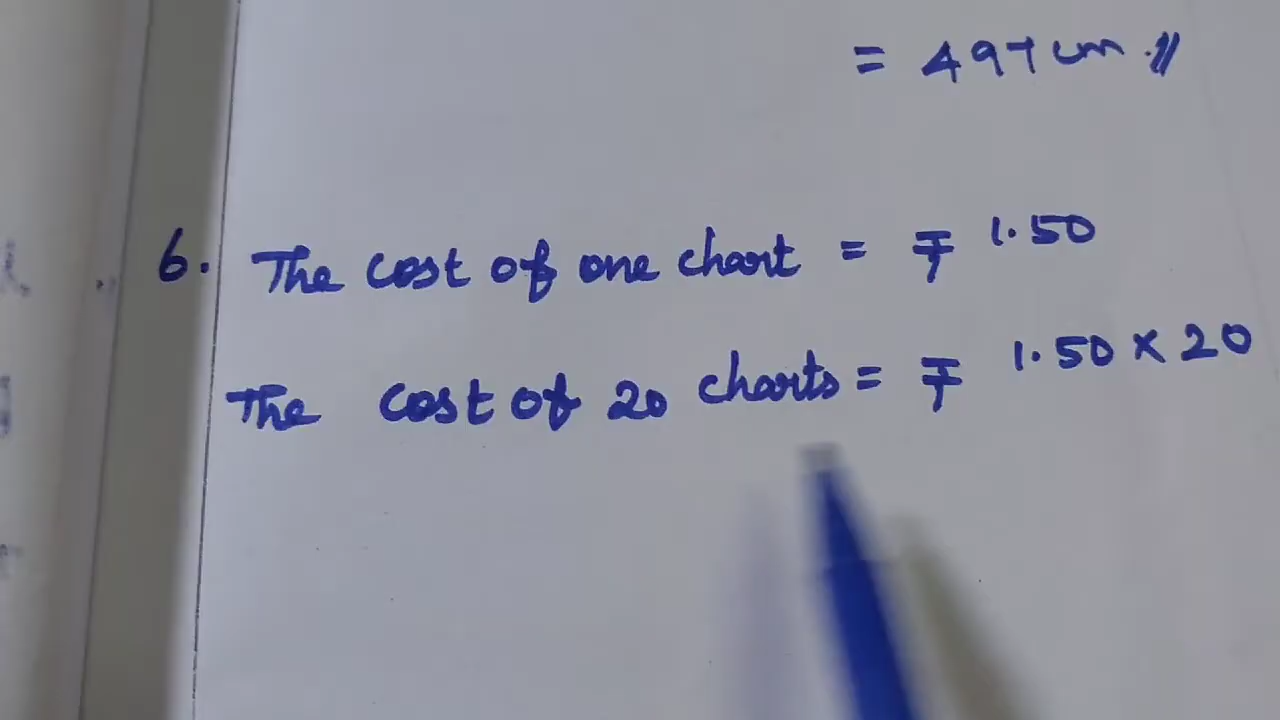 = 497 cm.//
6. The cost of one chart = ₹ 1.50
The cost of 20 charts = ₹ 1.50 × 20